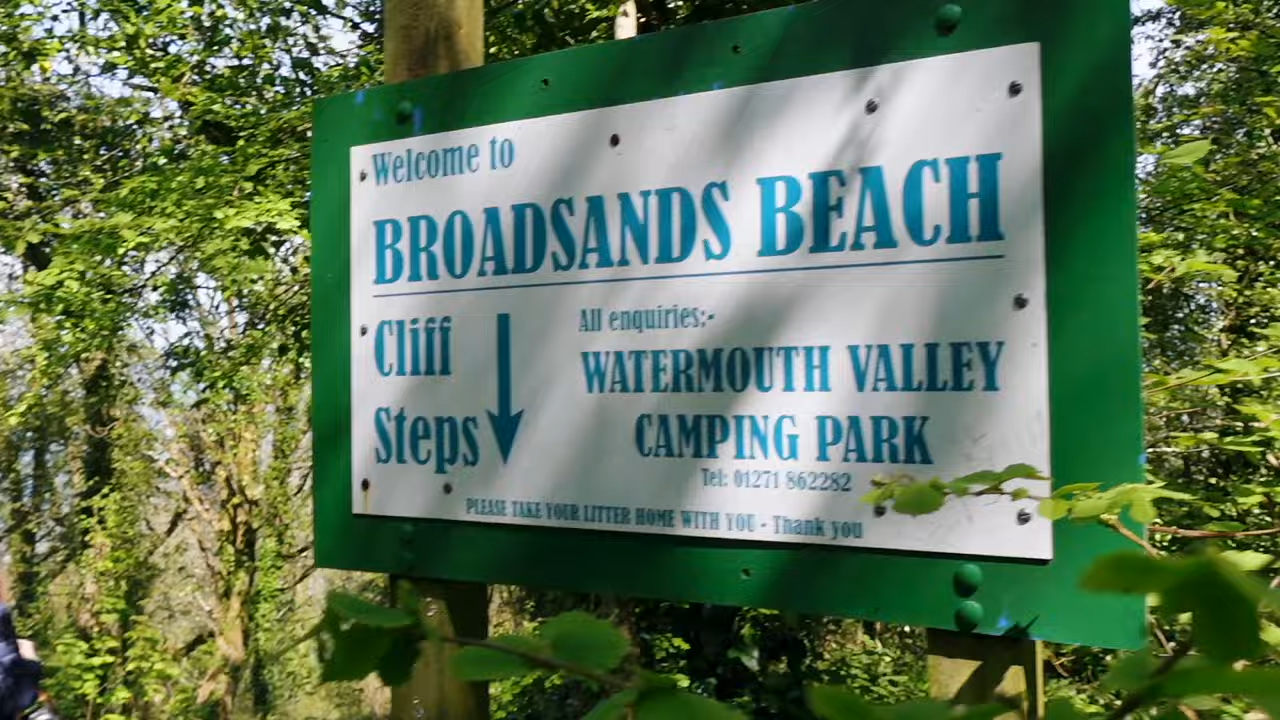 Welcome to
BROADSANDS BEACH
Cliff
Steps
All enquiries:-
WATERMOUTH VALLEY
CAMPING PARK
Tel: 01271 862282
PLEASE TAKE YOUR LITTER HOME WITH YOU - Thank you